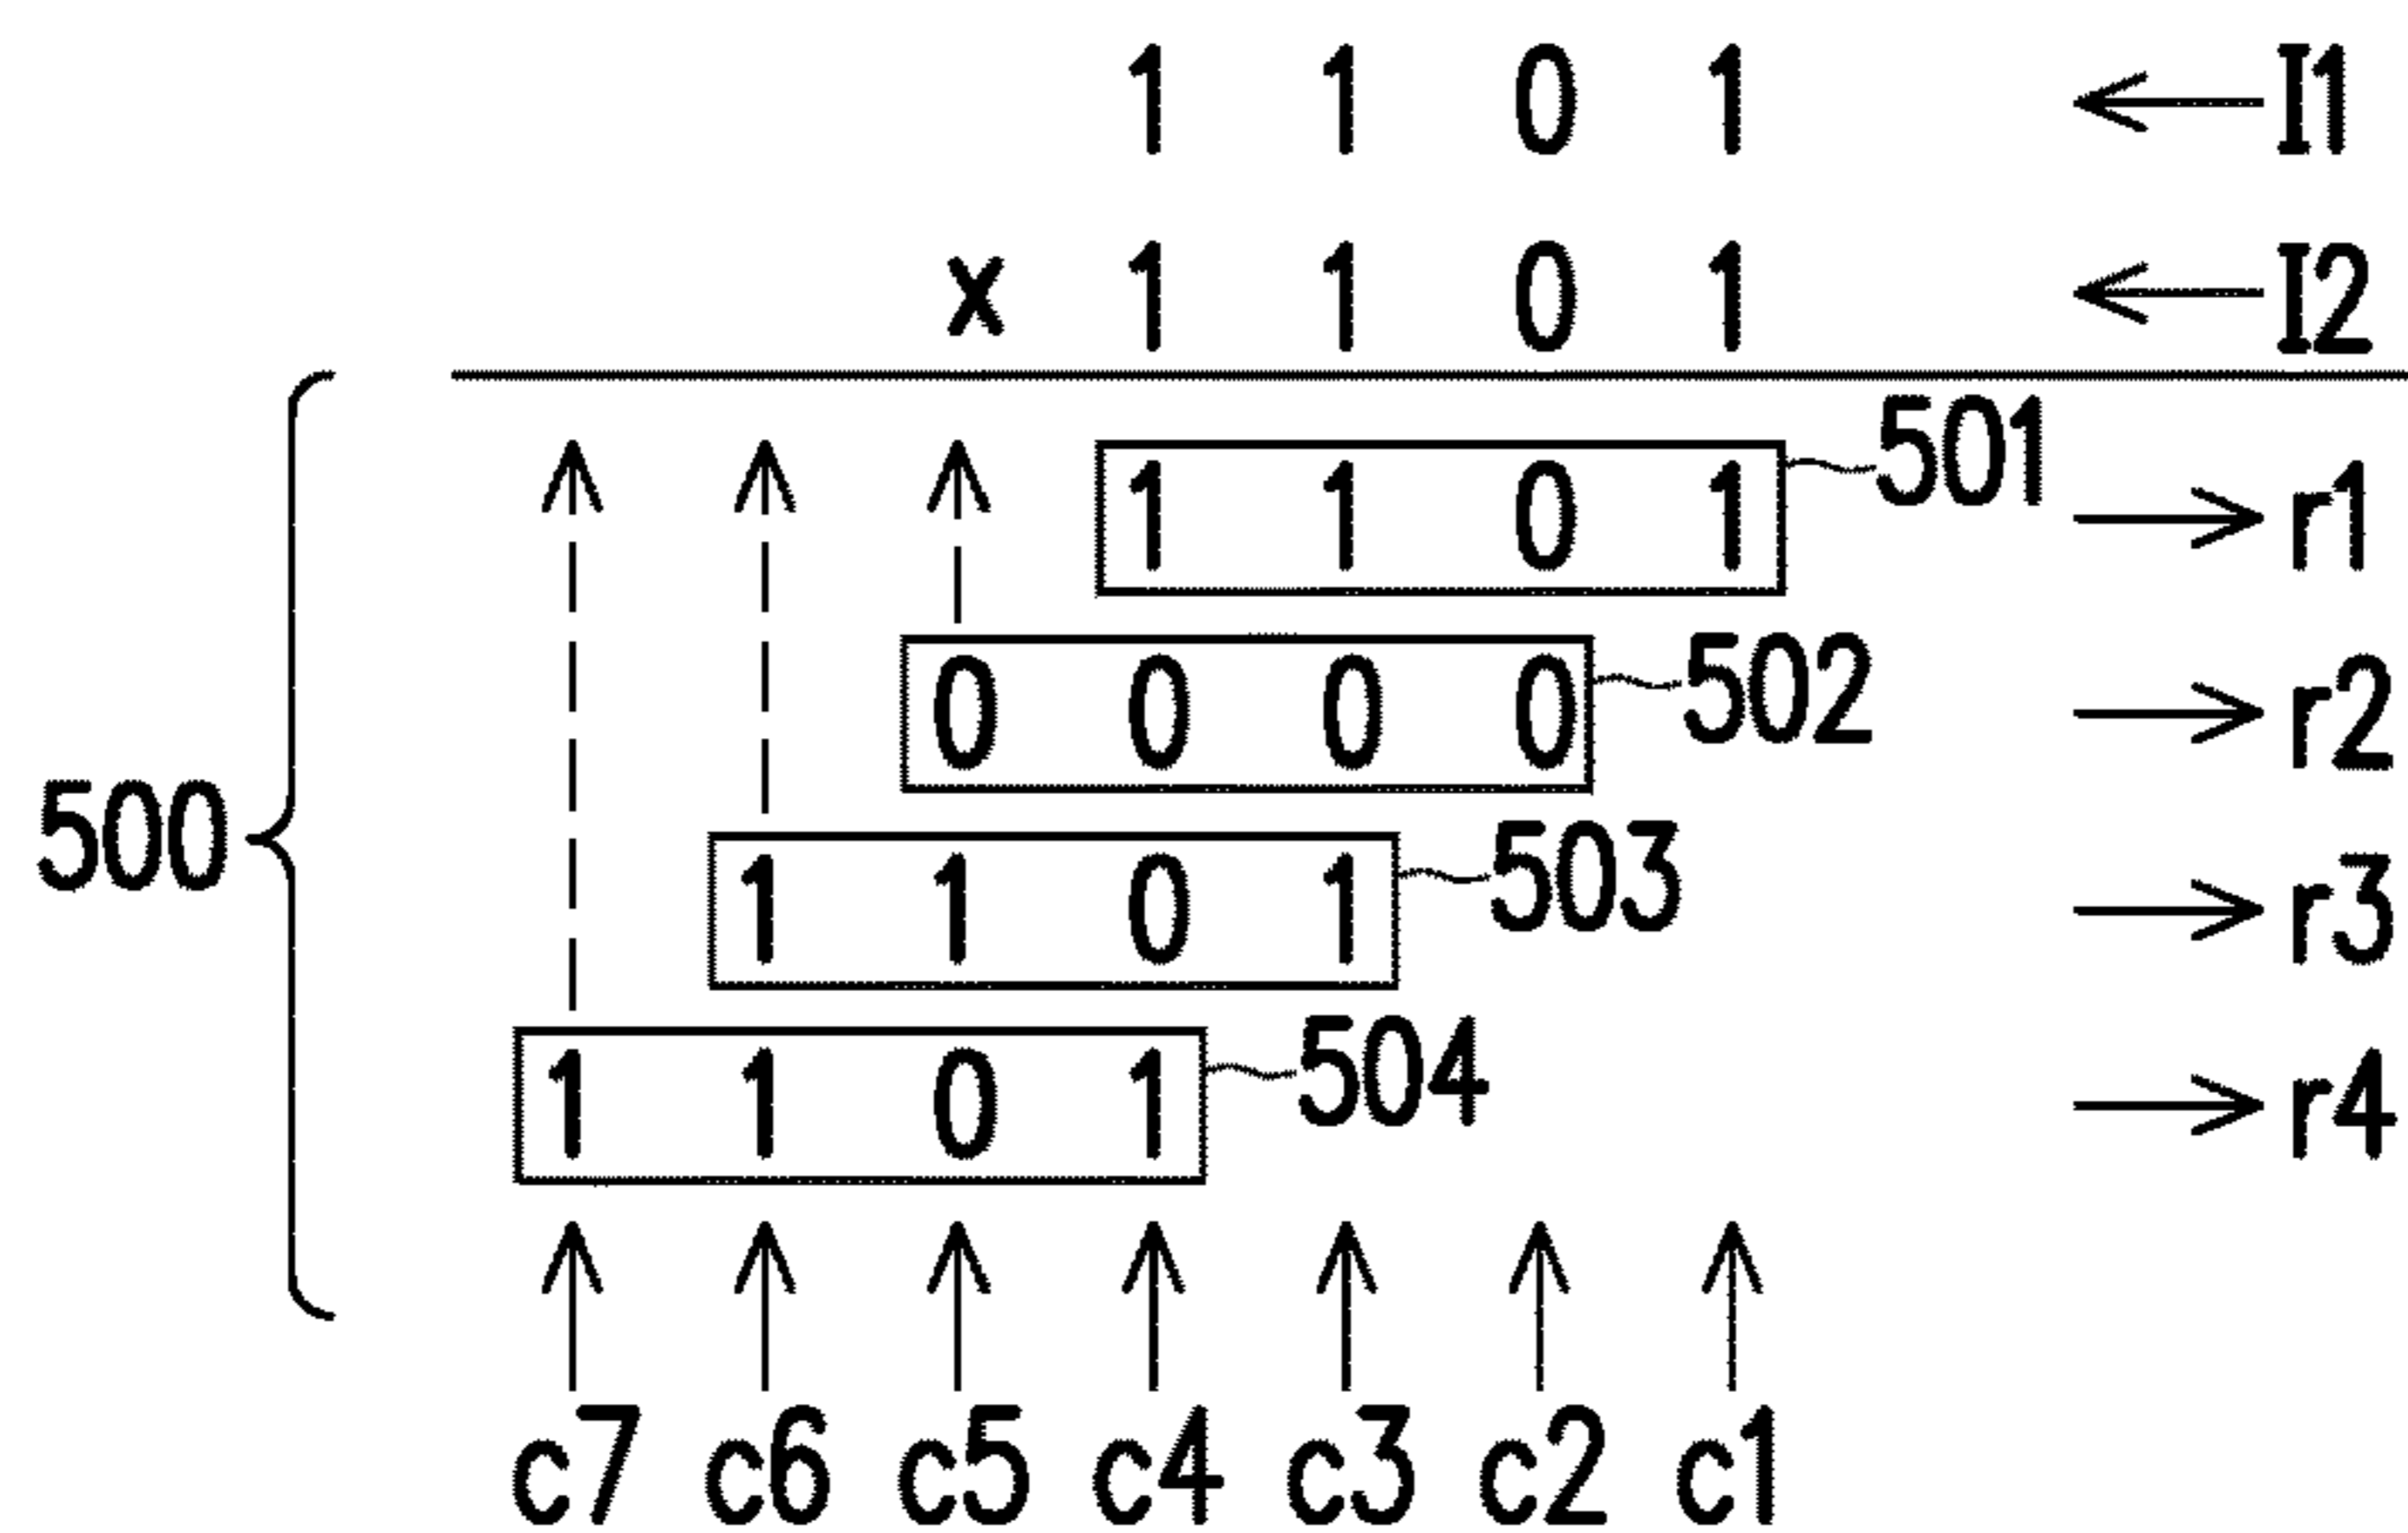 1 1 0 1 I1
x 1 1 0 1 I2
501
1 1 0 1 r1
502
0 0 0 0 r2
500
503
1 1 0 1 r3
504
1 1 0 1 r4
c7 c6 c5 c4 c3 c2 c1